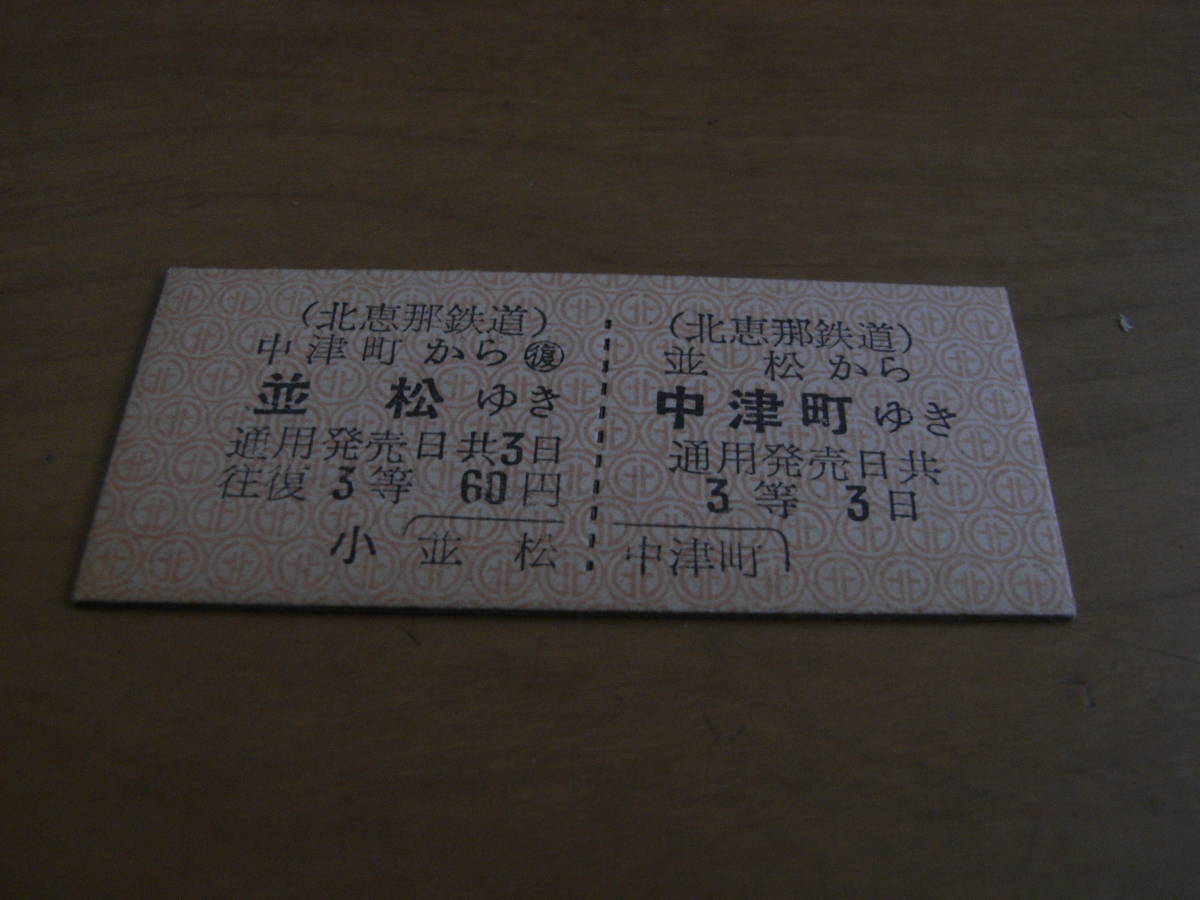 (北恵那鉄道)
中津町から㊝復
並松ゆき
通用発売日共3日
往復 3等 60円
小 並松
(北恵那鉄道)
並松から
中津町ゆき
通用発売日共
3等 3日
中津町